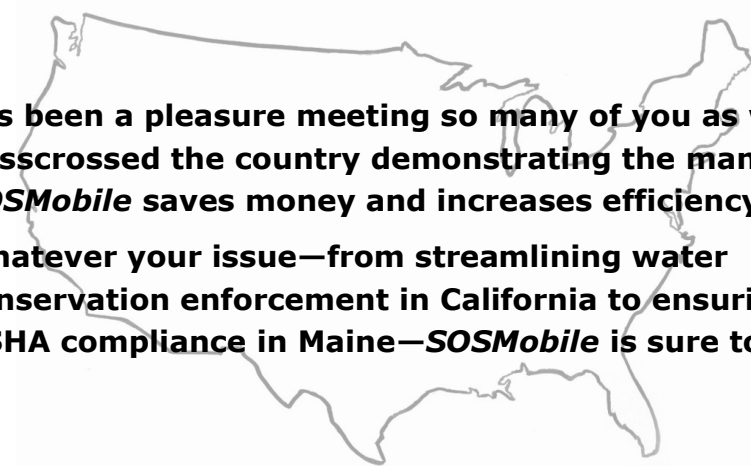 s been a pleasure meeting so many of you as
sscrossed the country demonstrating the man
OSMobile saves money and increases efficiency
hatever your issue—from streamlining water
nservation enforcement in California to ensuri
SHA compliance in Maine—SOSMobile is sure to